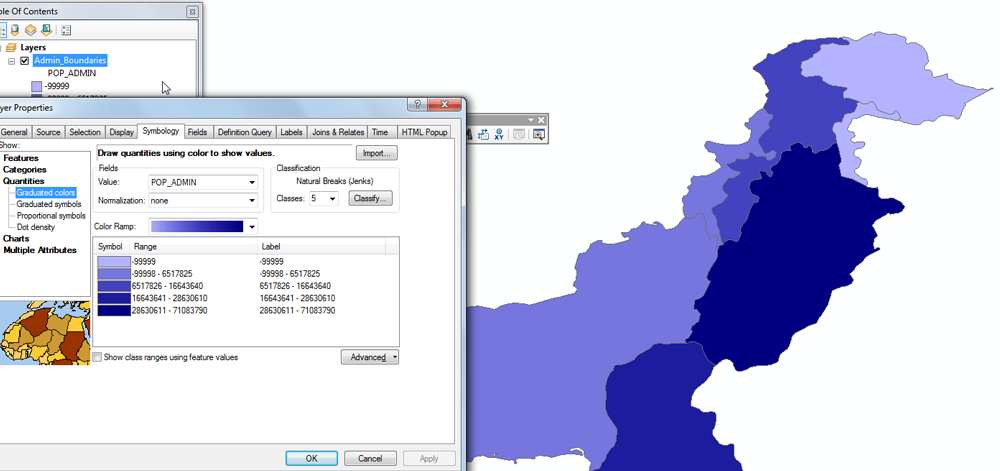 ble Of Contents
Layers
Admin_Boundaries
POP_ADMIN
-99999
-99998 - 6517825
yer Properties
General Source Selection Display Symbology Fields Definition Query Labels Joins & Relates Time HTML Popup
Show:
Features
Categories
Quantities
Graduated colors
Graduated symbols
Proportional symbols
Dot density
Charts
Multiple Attributes
Draw quantities using color to show values.
Import...
Fields
Value: POP_ADMIN
Normalization: none
Classification
Natural Breaks (Jenks)
Classes: 5 Classify...
Color Ramp:
Symbol Range Label
-99999 -99999
-99998 - 6517825 -99998 - 6517825
6517826 - 16643640 6517826 - 16643640
16643641 - 28630610 16643641 - 28630610
28630611 - 71083790 28630611 - 71083790
Show class ranges using feature values
Advanced
OK Cancel Apply
XY